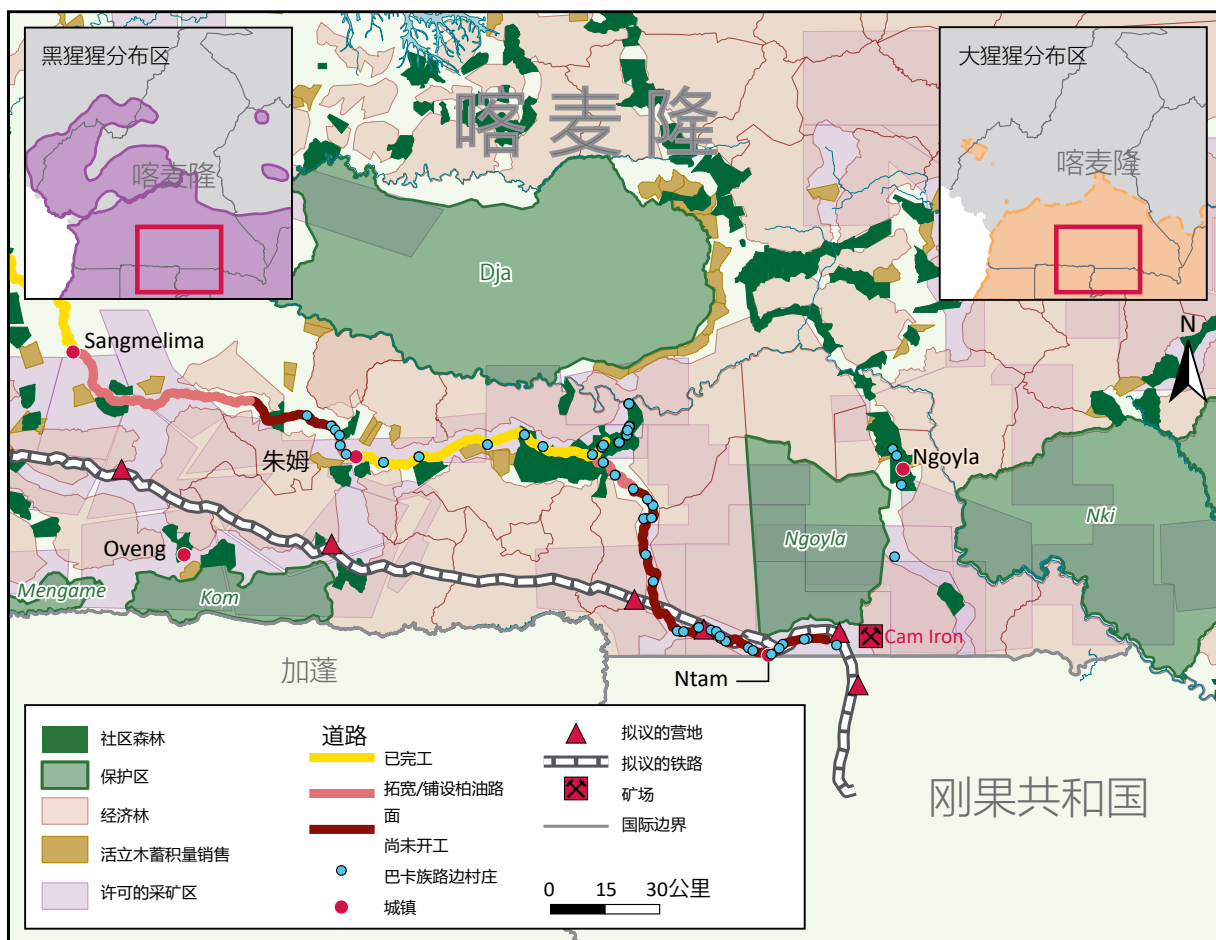 黑猩猩分布区
喀麦隆
喀麦隆
大猩猩分布区
喀麦隆
Dja
N
Sangmelima
朱姆
Ngoyla
Oveng
Ngoyla
Nki
Mengame
Kom
Cam Iron
加蓬
Ntam
刚果共和国
社区森林
保护区
经济林
活立木蓄积量销售
许可的采矿区
道路
已完工
拓宽/铺设柏油路
面
尚未开工
巴卡族路边村庄
城镇
拟议的营地
拟议的铁路
矿场
国际边界
0 15 30公里